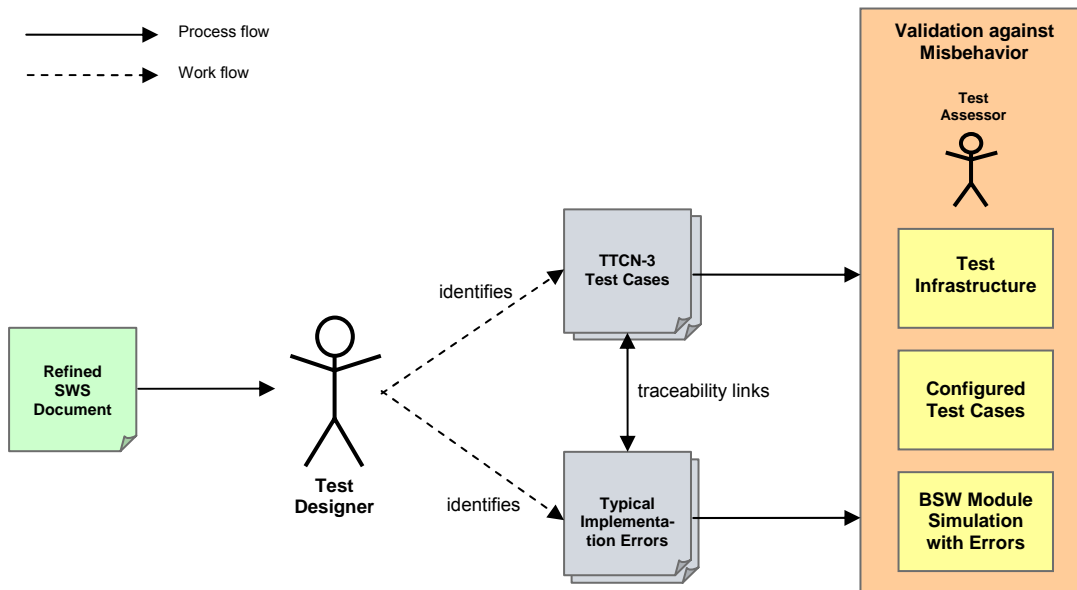 Process flow
Work flow
Validation against
Misbehavior
Test
Assessor
TTCN-3
Test Cases
Test
Infrastructure
identifies
Refined
SWS
Document
traceability links
Configured
Test Cases
Test
Designer
identifies
Typical
Implementa-
tion Errors
BSW Module
Simulation
with Errors